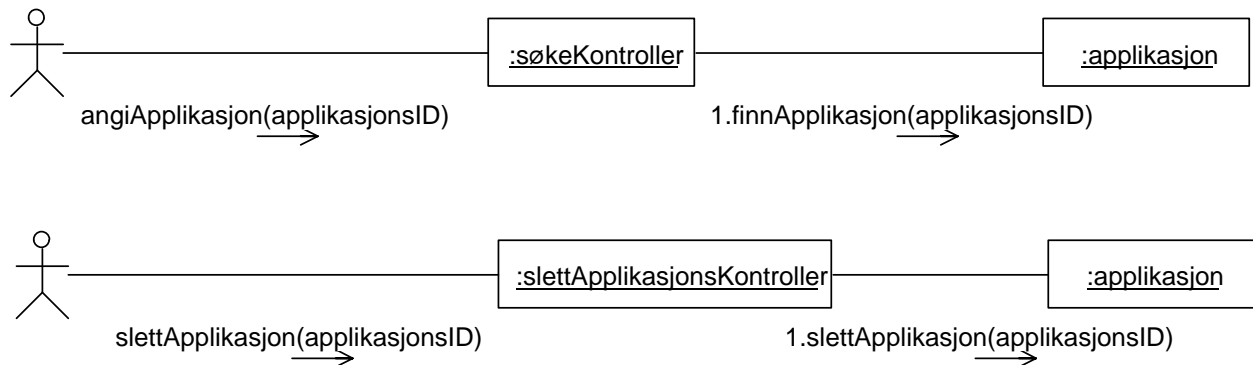 :søkeKontroller
:applikasjon
angiApplikasjon(applikasjonsID)
1.finnApplikasjon(applikasjonsID)
:slettApplikasjonsKontroller
:applikasjon
slettApplikasjon(applikasjonsID)
1.slettApplikasjon(applikasjonsID)